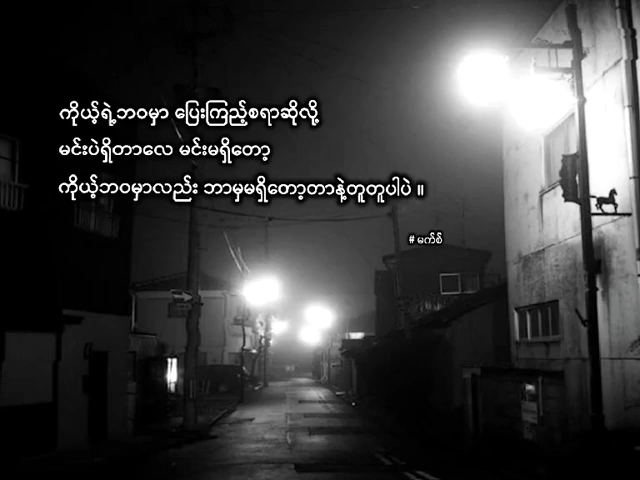 ကိုယ့်ရဲ့ဘဝမှာ ပြေးကြည့်စရာဆိုလို့
မင်းပဲရှိတာလေ မင်းမရှိတော့
ကိုယ့်ဘဝမှာလည်း ဘာမှမရှိတော့တာနဲ့တူတူပါပဲ ။
# မက်စ်